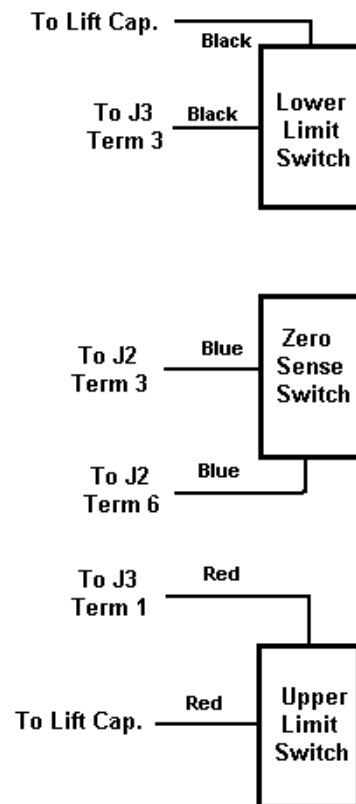 To Lift Cap.
Black
Lower
Limit
Switch
To J3
Term 3
Black
Zero
Sense
Switch
To J2
Term 3
Blue
To J2
Term 6
Blue
To J3
Term 1
Red
Upper
Limit
Switch
To Lift Cap.
Red